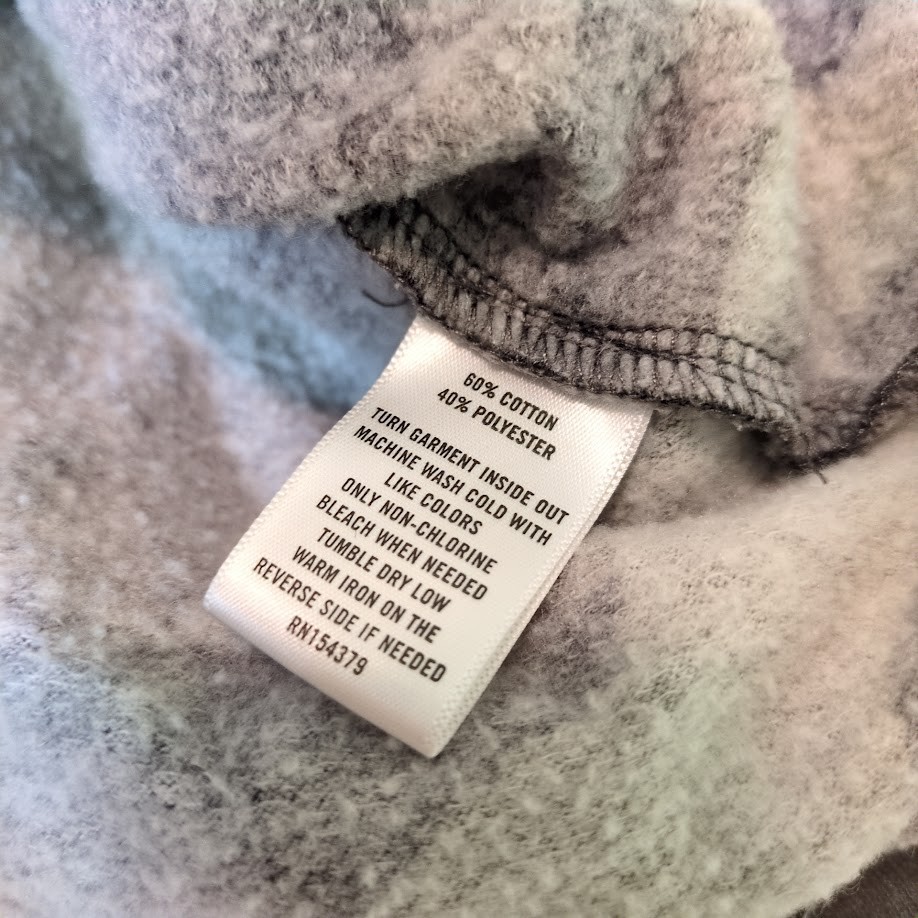 60% COTTON
40% POLYESTER
TURN GARMENT INSIDE OUT
MACHINE WASH COLD WITH
LIKE COLORS
ONLY NON-CHLORINE
BLEACH WHEN NEEDED
TUMBLE DRY LOW
WARM IRON ON THE
REVERSE SIDE IF NEEDED
RN154379